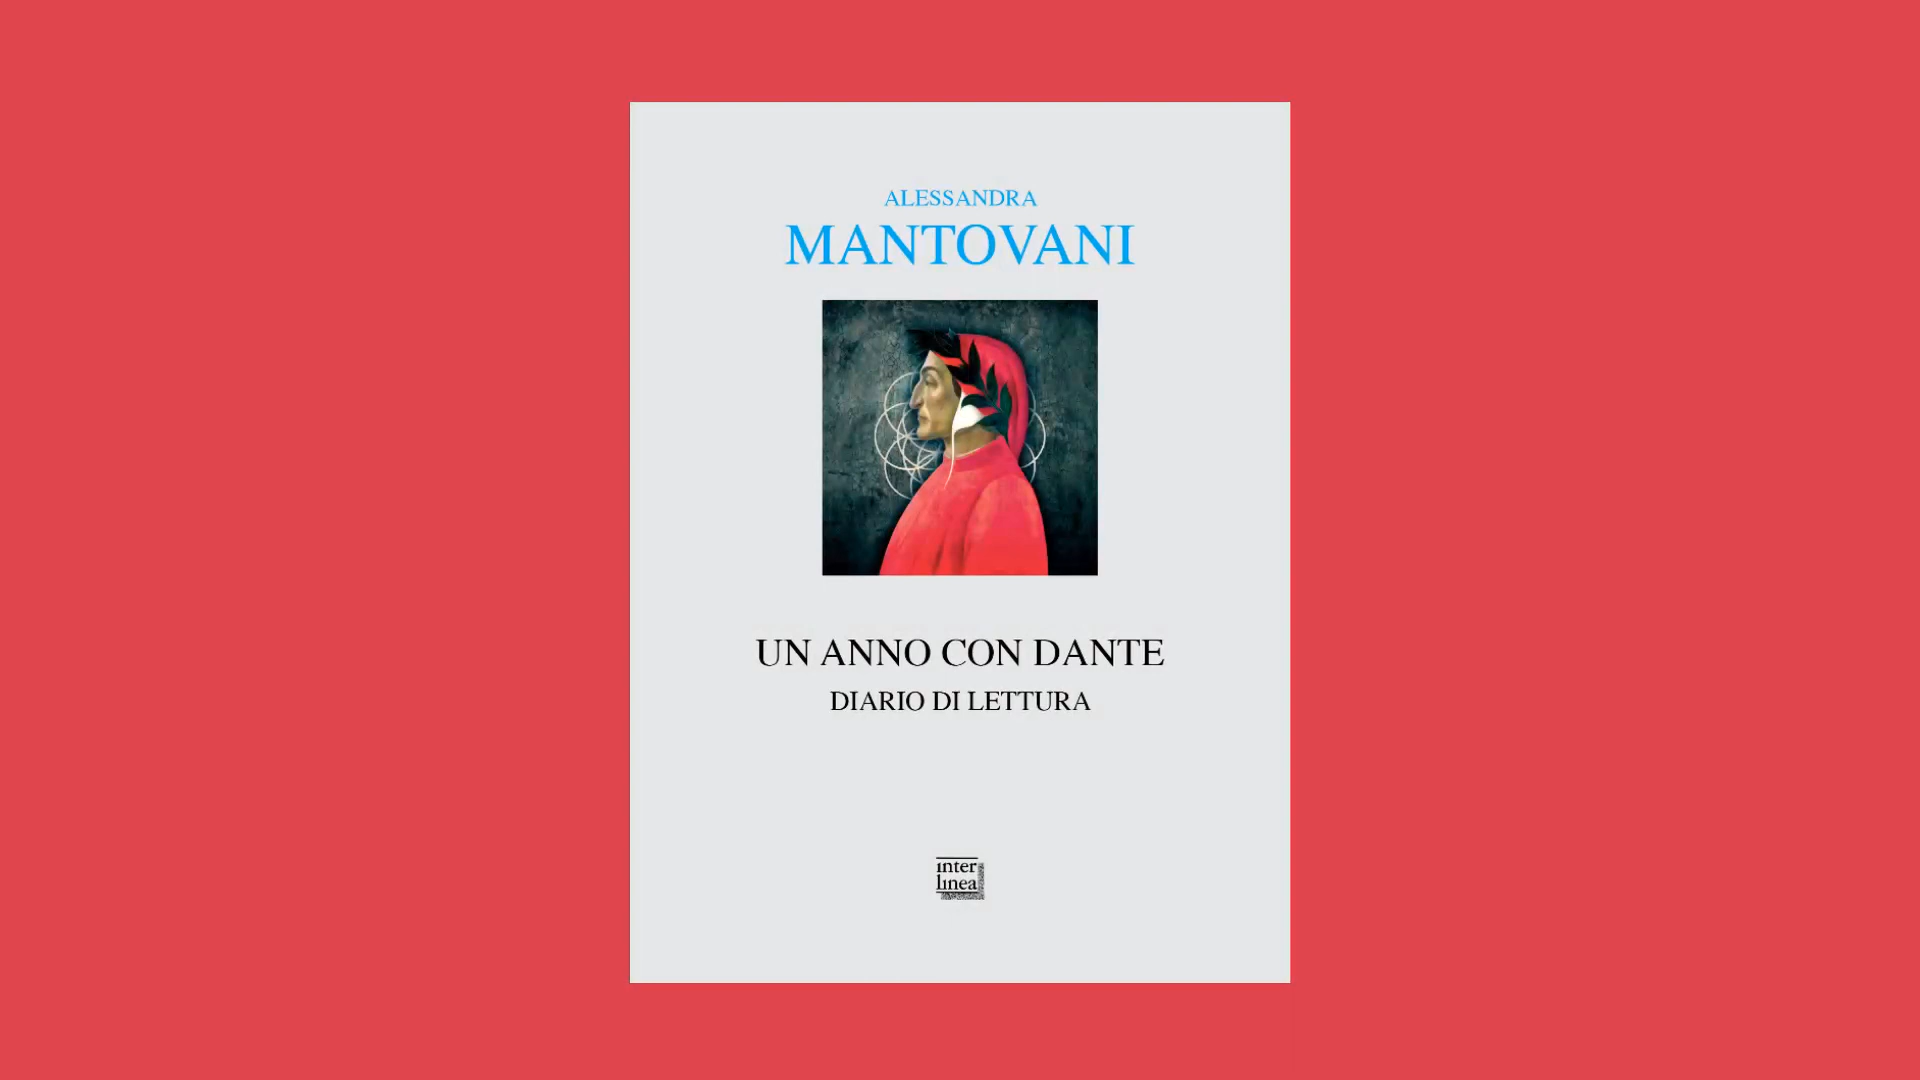 ALESSANDRA
MANTOVANI
UN ANNO CON DANTE
DIARIO DI LETTURA
inter
linea